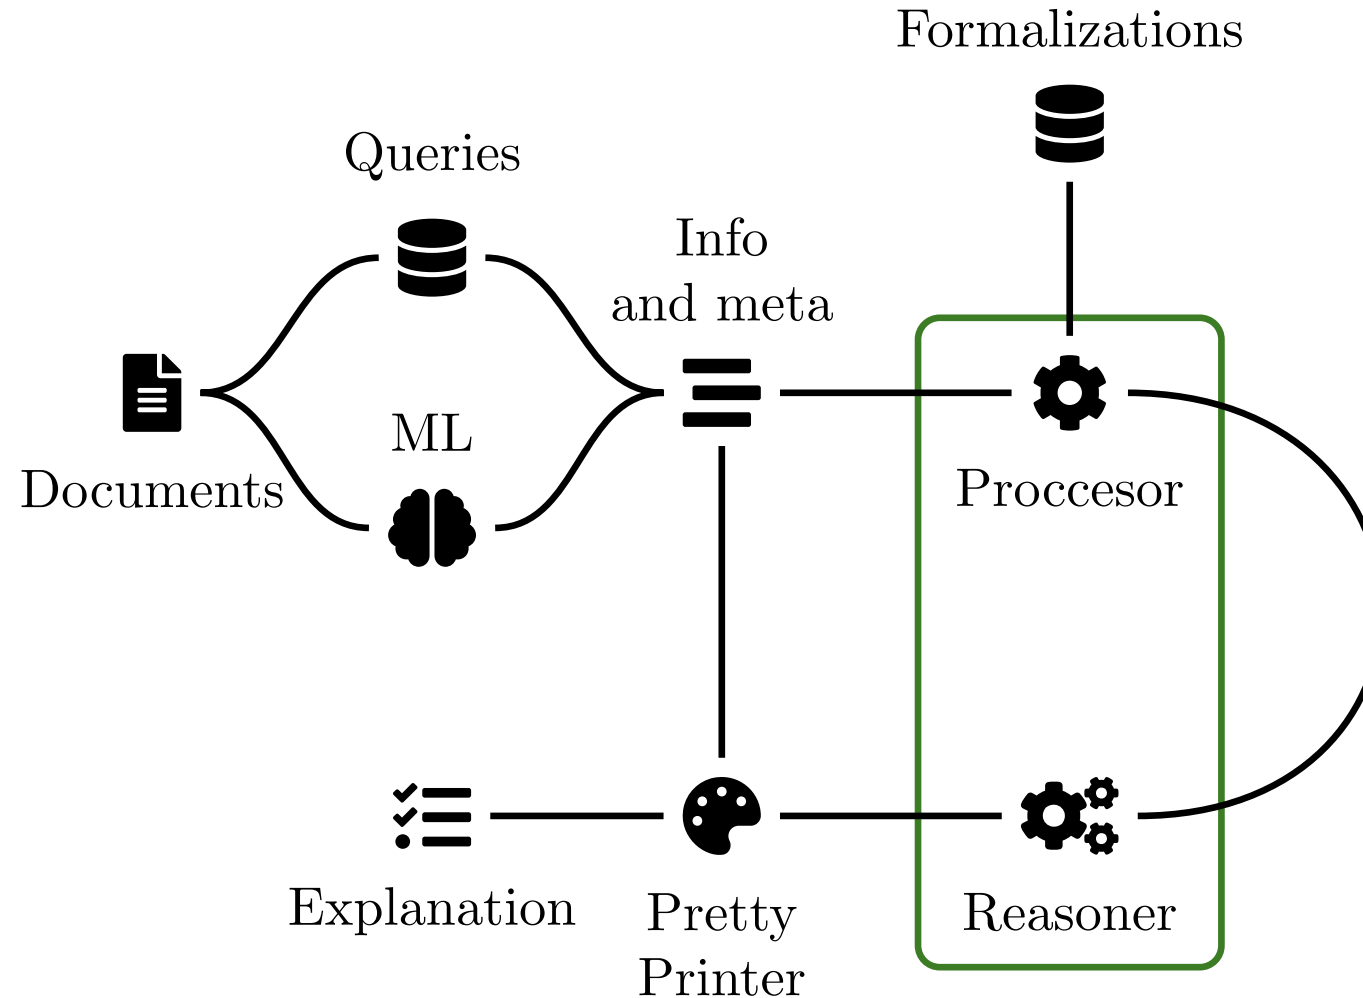 Formalizations
Queries
Info
and meta
ML
Documents
Proccesor
Explanation
Pretty
Printer
Reasoner